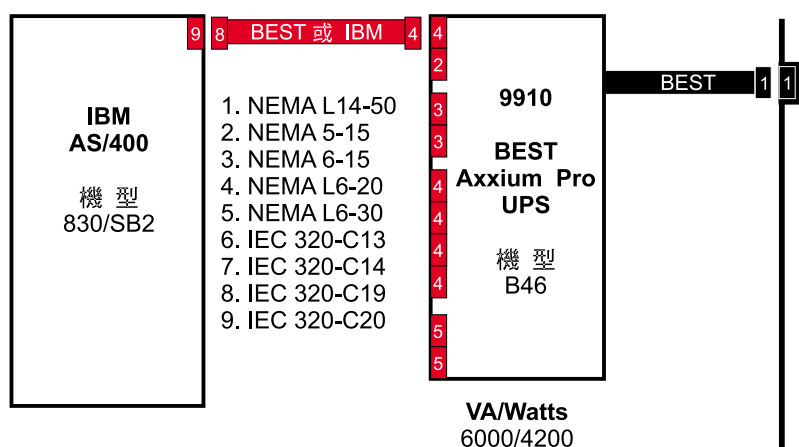 9
8
BEST 或 IBM
4
IBM
AS/400
機 型
830/SB2
1. NEMA L14-50
2. NEMA 5-15
3. NEMA 6-15
4. NEMA L6-20
5. NEMA L6-30
6. IEC 320-C13
7. IEC 320-C14
8. IEC 320-C19
9. IEC 320-C20
4
2
3
3
4
4
4
4
5
5
9910
BEST
Axxium Pro
UPS
機 型
B46
VA/Watts
6000/4200
BEST
1
1